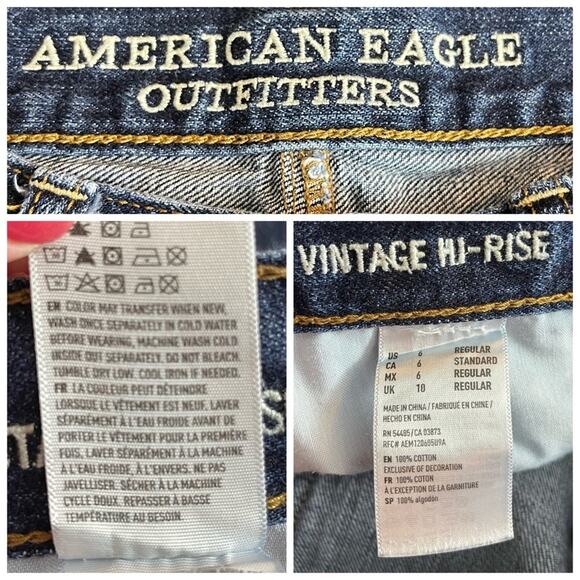 AMERICAN EAGLE
OUTFITTERS
EN COLOR MAY TRANSFER WHEN NEW.
WASH ONCE SEPARATELY IN COLD WATER
BEFORE WEARING, MACHINE WASH COLD
INSIDE OUT SEPARATELY. DO NOT BLEACH.
TUMBLE DRY LOW. COOL IRON IF NEEDED.
FR LA COULEUR PEUT DÉTEINDRE
LORSQUE LE VÊTEMENT EST NEUF. LAVER
SÉPARÉMENT À L'EAU FROIDE AVANT DE
PORTER LE VÊTEMENT POUR LA PREMIÈRE
FOIS, LAVER SÉPARÉMENT À LA MACHINE
À L'EAU FROIDE, À L'ENVERS. NE PAS
JAVELLISER. SÉCHER À LA MACHINE
CYCLE DOUX. REPASSER À BASSE
TEMPÉRATURE AU BESOIN.
VINTAGE HI-RISE
US 6 REGULAR
CA 6 STANDARD
MX 6 REGULAR
UK 10 REGULAR
MADE IN CHINA / FABRIQUÉ EN CHINE /
HECHO EN CHINA
RN 54485/CA 03873
RFC# AEM120605U9A
EN 100% COTTON
EXCLUSIVE OF DECORATION
FR 100% COTON
À L'EXCEPTION DE LA GARNITURE
SP 100% algodón